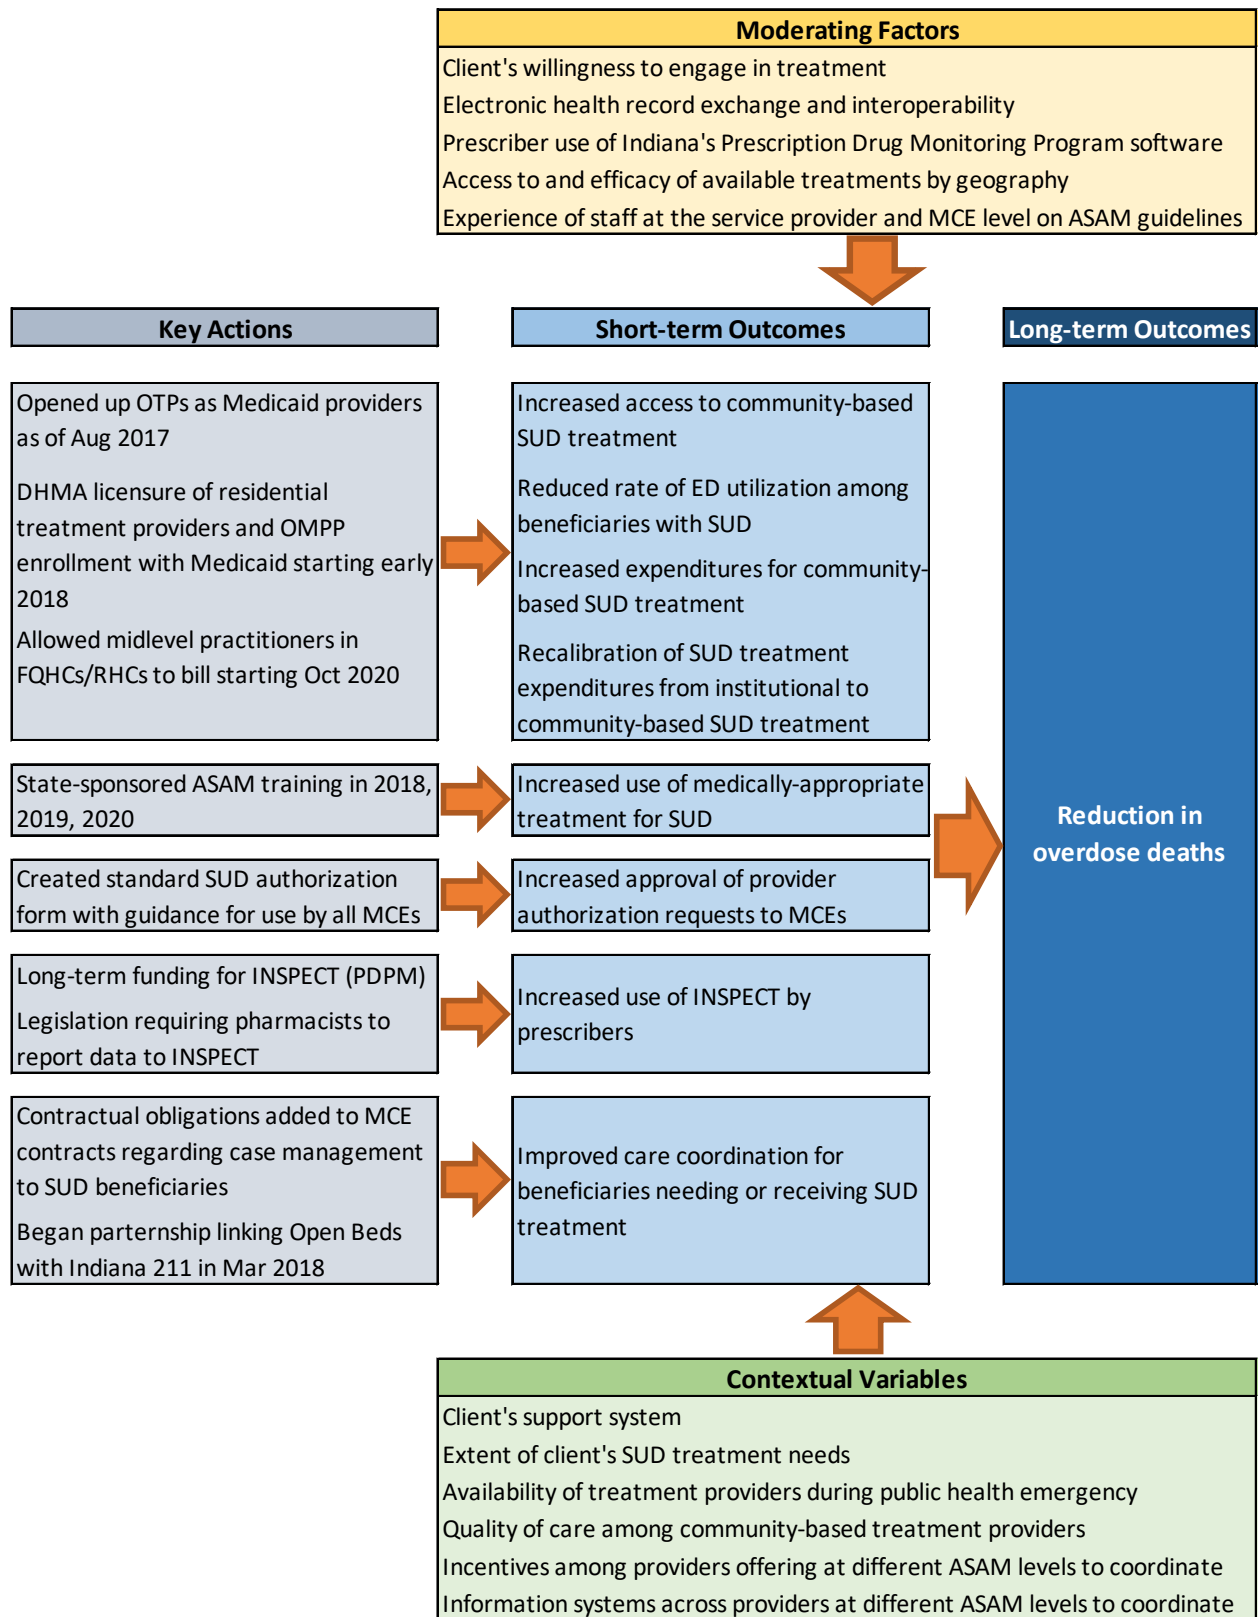 Moderating Factors
Client's willingness to engage in treatment
Electronic health record exchange and interoperability
Prescriber use of Indiana's Prescription Drug Monitoring Program software
Access to and efficacy of available treatments by geography
Experience of staff at the service provider and MCE level on ASAM guidelines
Key Actions
Short-term Outcomes
Long-term Outcomes
Opened up OTPs as Medicaid providers
as of Aug 2017
DHMA licensure of residential
treatment providers and OMPP
enrollment with Medicaid starting early
2018
Allowed midlevel practitioners in
FQHCs/RHCs to bill starting Oct 2020
Increased access to community-based
SUD treatment
Reduced rate of ED utilization among
beneficiaries with SUD
Increased expenditures for community-
based SUD treatment
Recalibration of SUD treatment
expenditures from institutional to
community-based SUD treatment
State-sponsored ASAM training in 2018,
2019, 2020
Increased use of medically-appropriate
treatment for SUD
Created standard SUD authorization
form with guidance for use by all MCEs
Increased approval of provider
authorization requests to MCEs
Long-term funding for INSPECT (PDPM)
Legislation requiring pharmacists to
report data to INSPECT
Increased use of INSPECT by
prescribers
Contractual obligations added to MCE
contracts regarding case management
to SUD beneficiaries
Began parternship linking Open Beds
with Indiana 211 in Mar 2018
Improved care coordination for
beneficiaries needing or receiving SUD
treatment
Reduction in
overdose deaths
Contextual Variables
Client's support system
Extent of client's SUD treatment needs
Availability of treatment providers during public health emergency
Quality of care among community-based treatment providers
Incentives among providers offering at different ASAM levels to coordinate
Information systems across providers at different ASAM levels to coordinate